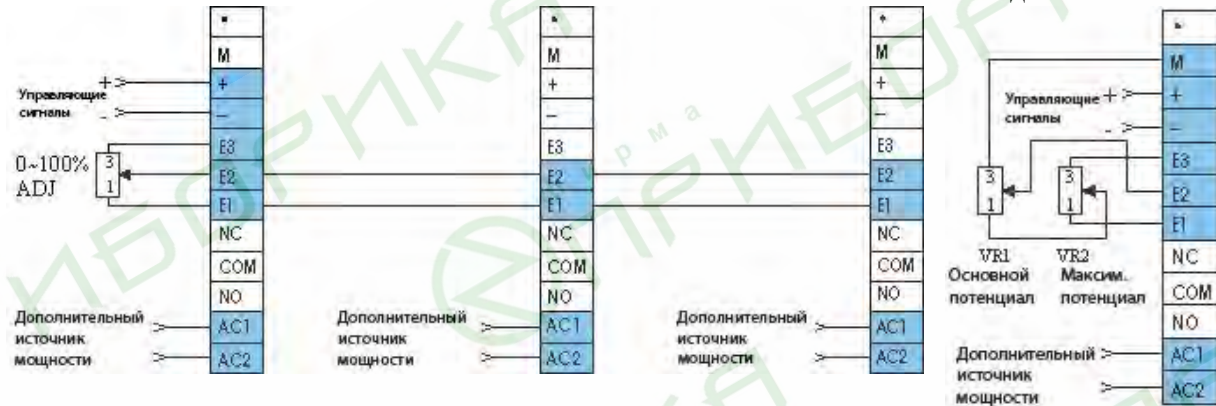 *
M
+
-
E3
E2
E1
NC
COM
NO
AC1
AC2
Управляющие
сигналы
+
-
0~100%
ADJ
3
1
Дополнительный
источник
мощности
*
M
+
-
E3
E2
E1
NC
COM
NO
AC1
AC2
Дополнительный
источник
мощности
*
M
+
-
E3
E2
E1
NC
COM
NO
AC1
AC2
Дополнительный
источник
мощности
*
M
+
-
E3
E2
E1
NC
COM
NO
AC1
AC2
Управляющие +
сигналы
-
3
1
3
1
VR1
Основной
потенциал
VR2
Максим.
потенциал
Дополнительный
источник
мощности